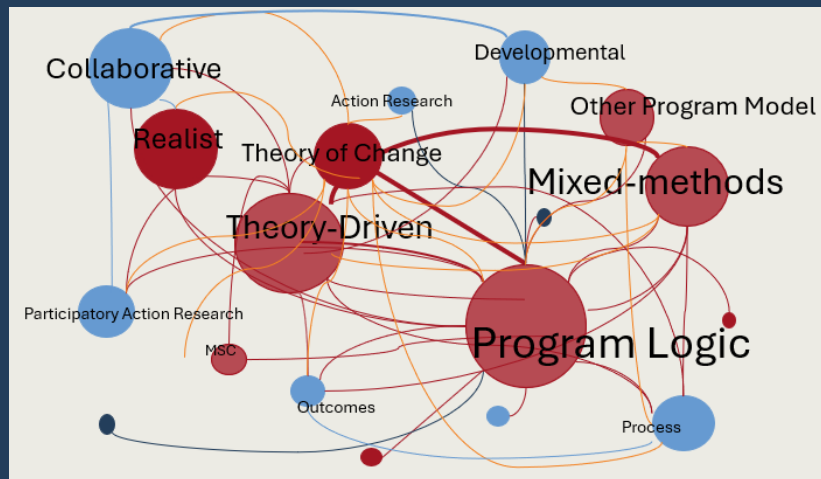 Developmental
Collaborative
Action Research
Other Program Model
Realist
Theory of Change
Mixed-methods
Theory-Driven
Participatory Action Research
Program Logic
MSC
Outcomes
Process